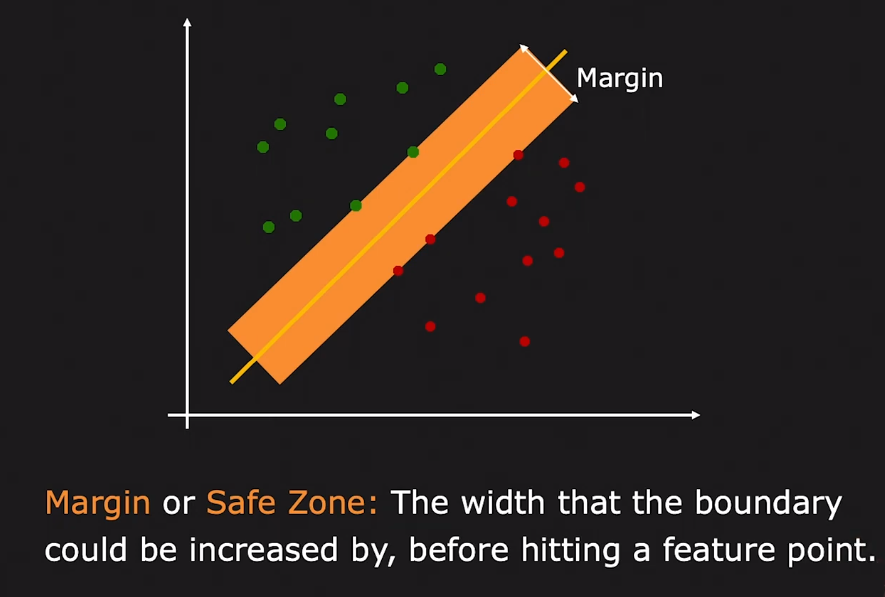 Margin
Margin or Safe Zone: The width that the boundary
could be increased by, before hitting a feature point.